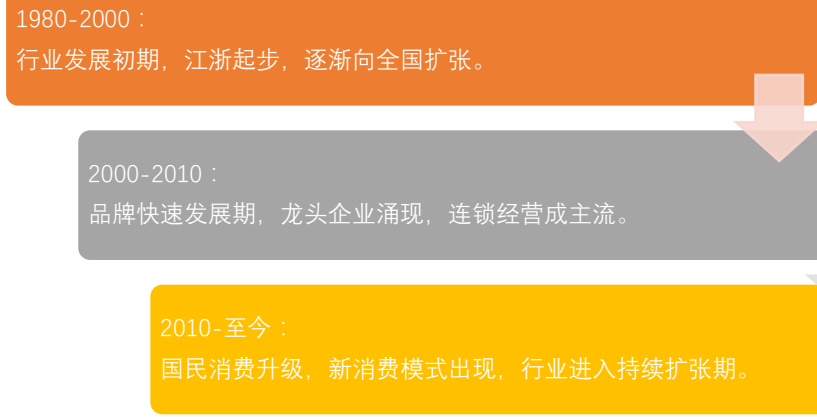 1980-2000：
行业发展初期，江浙起步，逐渐向全国扩张。
2000-2010：
品牌快速发展期，龙头企业涌现，连锁经营成主流。
2010-至今：
国民消费升级，新消费模式出现，行业进入持续扩张期。